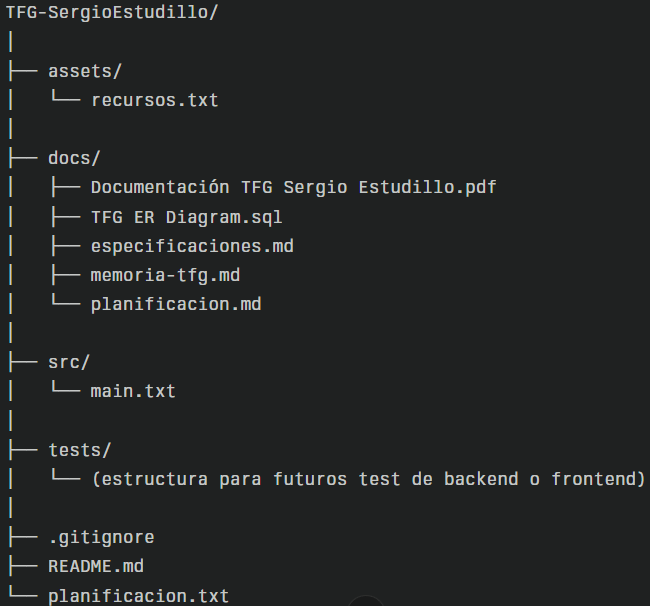 TFG-SergioEstudillo/
│
├── assets/
│   └── recursos.txt
│
├── docs/
│   ├── Documentación TFG Sergio Estudillo.pdf
│   ├── TFG ER Diagram.sql
│   ├── especificaciones.md
│   ├── memoria-tfg.md
│   └── planificacion.md
│
├── src/
│   └── main.txt
│
├── tests/
│   └── (estructura para futuros test de backend o frontend)
│
├── .gitignore
├── README.md
└── planificacion.txt